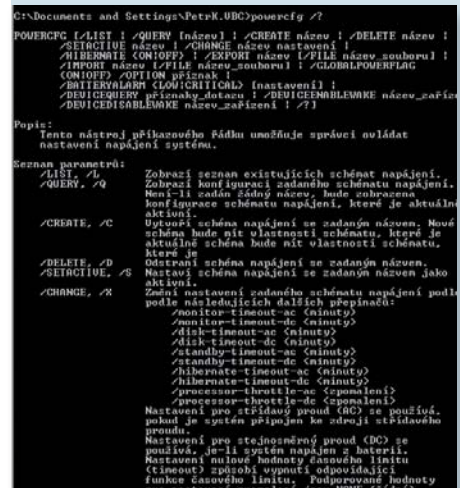 C:\Documents and Settings\PetrK.VBC>powercfg /?
POWERCFG [/LIST | /QUERY [název] | /CREATE název | /DELETE název |
/SETACTIVE název | /CHANGE název nastavení |
/HIBERNATE <ON|OFF> | /EXPORT název [/FILE název_souboru] |
/IMPORT název [/FILE název_souboru] | /GLOBALPOWERFLAG
<ON|OFF> /OPTION příznak |
/BATTERYALARM <LOW|CRITICAL> [nastavení] |
/DEVICEQUERY příznaky_dotazu | /DEVICEENABLEWAKE název_zaříze
/DEVICEDISABLEWAKE název_zařízení | /?]
Popis:
Tento nástroj příkazového řádku umožňuje správci ovládat
nastavení napájení systému.
Seznam parametrů:
/LIST, /L Zobrazí seznam existujících schémat napájení.
/QUERY, /Q Zobrazí konfiguraci zadaného schématu napájení.
Není-li zadán žádný název, bude zobrazena
konfigurace schématu napájení, které je aktuáln
aktivní.
/CREATE, /C Vytvoří schéma napájení se zadaným názvem. Nové
schéma bude mít vlastnosti schématu, které je
aktuálně schéma bude mít vlastnosti schématu,
které je
/DELETE, /D Odstraní schéma napájení se zadaným názvem.
/SETACTIVE, /S Nastaví schéma napájení se zadaným názvem jako
aktivní.
/CHANGE, /X Změní nastavení zadaného schématu napájení podle
podle následujících dalších přepínačů:
/monitor-timeout-ac <minuty>
/monitor-timeout-dc <minuty>
/disk-timeout-ac <minuty>
/disk-timeout-dc <minuty>
/standby-timeout-ac <minuty>
/standby-timeout-dc <minuty>
/hibernate-timeout-ac <minuty>
/hibernate-timeout-dc <minuty>
/processor-throttle-ac <zpomalení>
/processor-throttle-dc <zpomalení>
Nastavení pro střídavý proud (AC) se používá,
pokud je systém připojen ke zdroji střídavého
proudu.
Nastavení pro stejnosměrný proud (DC) se
používá, je-li systém napájen z baterií.
Nastavení nulové hodnoty časového limitu
(timeout) způsobí vypnutí odpovídající
funkce časového limitu. Podporované hodnoty